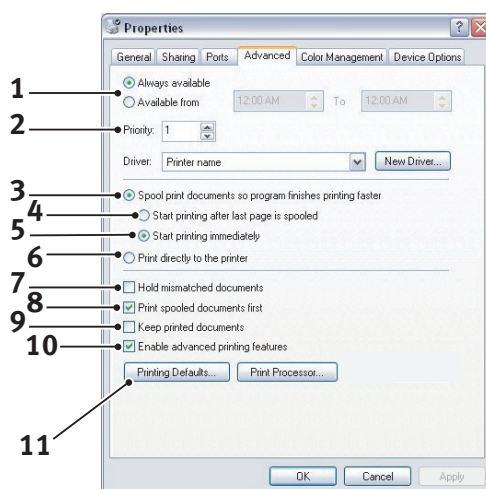 Properties
General Sharing Ports Advanced Color Management Device Options
1 Always available
Available from 12:00 AM To 12:00 AM
2 Priority: 1
Driver: Printer name New Driver...
3 Spool print documents so program finishes printing faster
4 Start printing after last page is spooled
5 Start printing immediately
6 Print directly to the printer
7 Hold mismatched documents
8 Print spooled documents first
9 Keep printed documents
10 Enable advanced printing features
Printing Defaults... Print Processor...
11
OK Cancel Apply